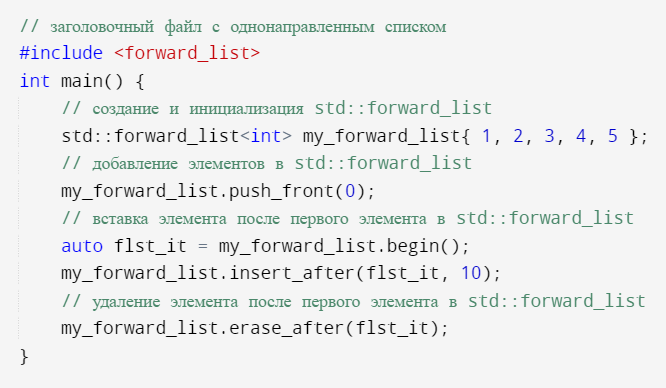 // заголовочный файл с однонаправленным списком
#include <forward_list>
int main() {
// создание и инициализация std::forward_list
std::forward_list<int> my_forward_list{ 1, 2, 3, 4, 5 };
// добавление элементов в std::forward_list
my_forward_list.push_front(0);
// вставка элемента после первого элемента в std::forward_list
auto flst_it = my_forward_list.begin();
my_forward_list.insert_after(flst_it, 10);
// удаление элемента после первого элемента в std::forward_list
my_forward_list.erase_after(flst_it);
}